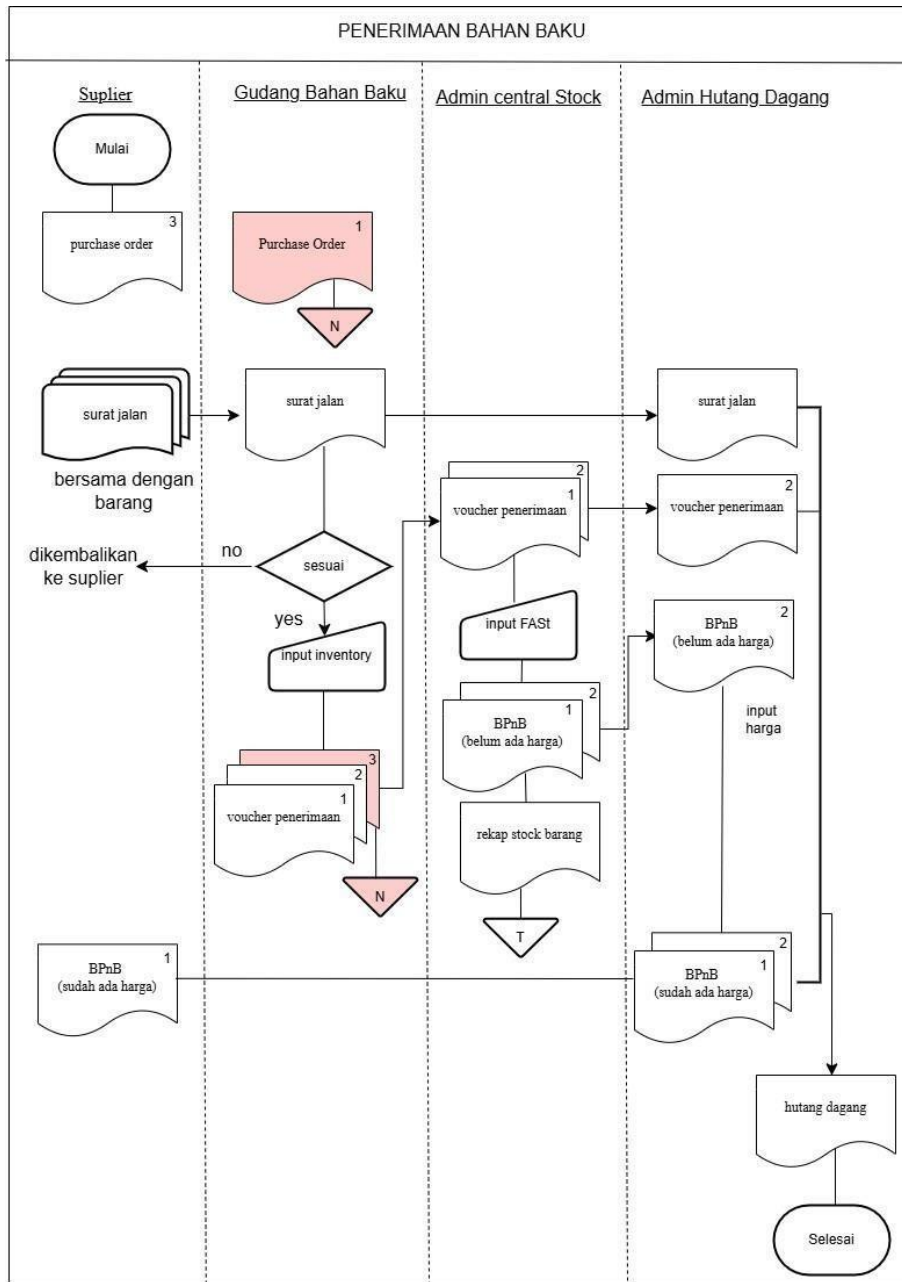 PENERIMAAN BAHAN BAKU
Suplier
Gudang Bahan Baku
Admin central Stock
Admin Hutang Dagang
Mulai
3
purchase order
1
Purchase Order
N
surat jalan
bersama dengan
barang
surat jalan
surat jalan
2
1
voucher penerimaan
2
voucher penerimaan
no
dikembalikan
ke suplier
sesuai
yes
input inventory
input FASt
2
BPnB
(belum ada harga)
2
1
BPnB
(belum ada harga)
input
harga
3
2
1
voucher penerimaan
N
rekap stock barang
T
1
BPnB
(sudah ada harga)
2
1
BPnB
(sudah ada harga)
hutang dagang
Selesai